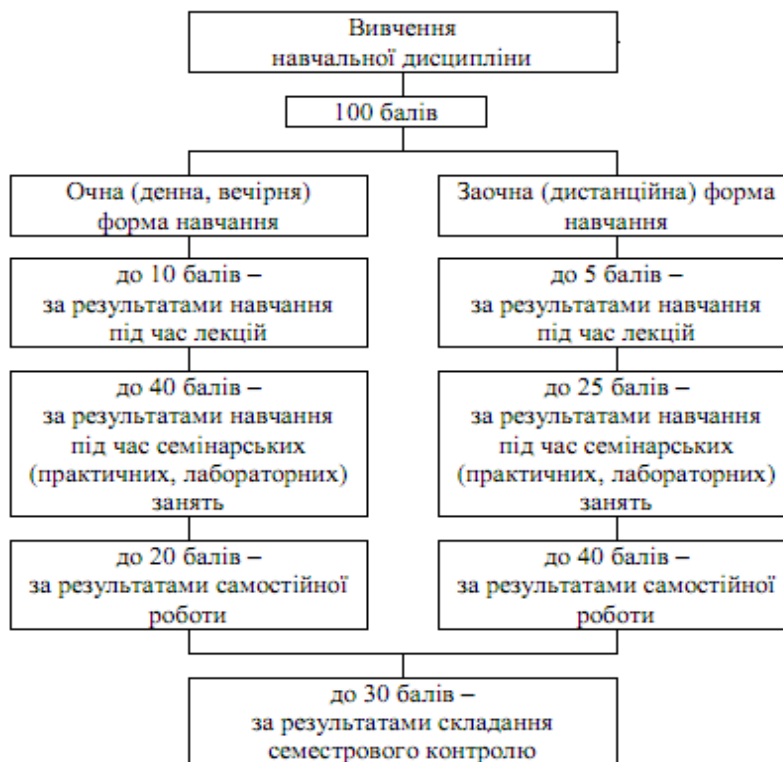 Вивчення
навчальної дисципліни
100 балів
Очна (денна, вечірня)
форма навчання
Заочна (дистанційна) форма
навчання
до 10 балів –
за результатами навчання
під час лекцій
до 5 балів –
за результатами навчання
під час лекцій
до 40 балів –
за результатами навчання
під час семінарських
(практичних, лабораторних)
занять
до 25 балів –
за результатами навчання
під час семінарських
(практичних, лабораторних)
занять
до 20 балів –
за результатами самостійної
роботи
до 40 балів –
за результатами самостійної
роботи
до 30 балів –
за результатами складання
семестрового контролю